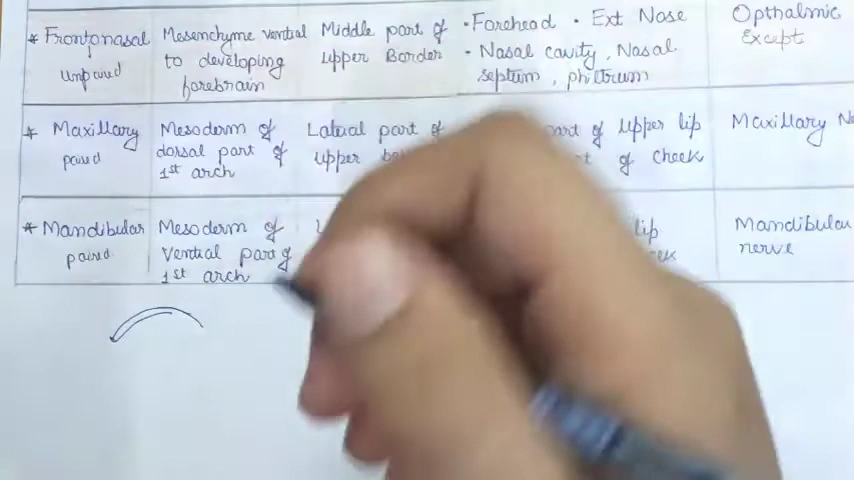 * Frontonasal
unpaired
Mesenchyme ventral
to developing
forebrain
Middle part of
Upper Border
• Forehead • Ext Nose
• Nasal cavity, Nasal
septum, philtrum
Opthalmic
Except
* Maxillary
paired
Mesoderm of
dorsal part of
1st arch
Lateral part of
upper
part of Upper lip
of Cheek
Maxillary
* Mandibular
paired
Mesoderm of
Ventral part of
1st arch
lip
Mandibular
nerve